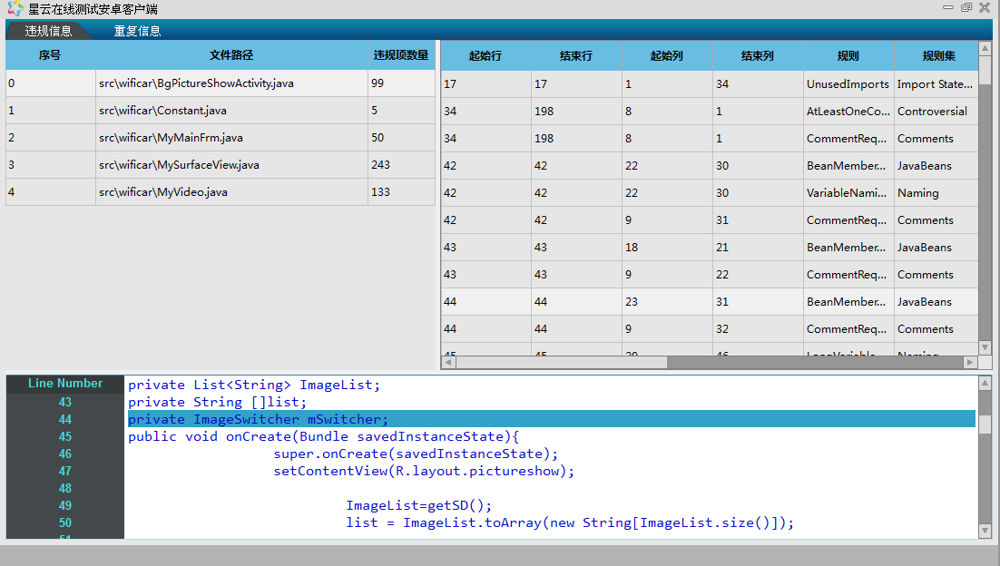 星云在线测试安卓客户端
违规信息 重复信息
序号 文件路径 违规项数量
0 src\wificar\BgPictureShowActivity.java 99
1 src\wificar\Constant.java 5
2 src\wificar\MyMainFrm.java 50
3 src\wificar\MySurfaceView.java 243
4 src\wificar\MyVideo.java 133
起始行 结束行 起始列 结束列 规则 规则集
17 17 1 34 UnusedImports Import State...
34 198 8 1 AtLeastOneCo... Controversial
34 198 8 1 CommentReq... Comments
42 42 22 30 BeanMember... JavaBeans
42 42 22 30 VariableNami... Naming
42 42 9 31 CommentReq... Comments
43 43 18 21 BeanMember... JavaBeans
43 43 9 22 CommentReq... Comments
44 44 23 31 BeanMember... JavaBeans
44 44 9 32 CommentReq... Comments
45 45 29 46 LongVariable Naming
Line Number private List<String> ImageList;
43 private String []list;
44 private ImageSwitcher mSwitcher;
45 public void onCreate(Bundle savedInstanceState){
46 super.onCreate(savedInstanceState);
47 setContentView(R.layout.pictureshow);
48
49 ImageList=getSD();
50 list = ImageList.toArray(new String[ImageList.size()]);
51